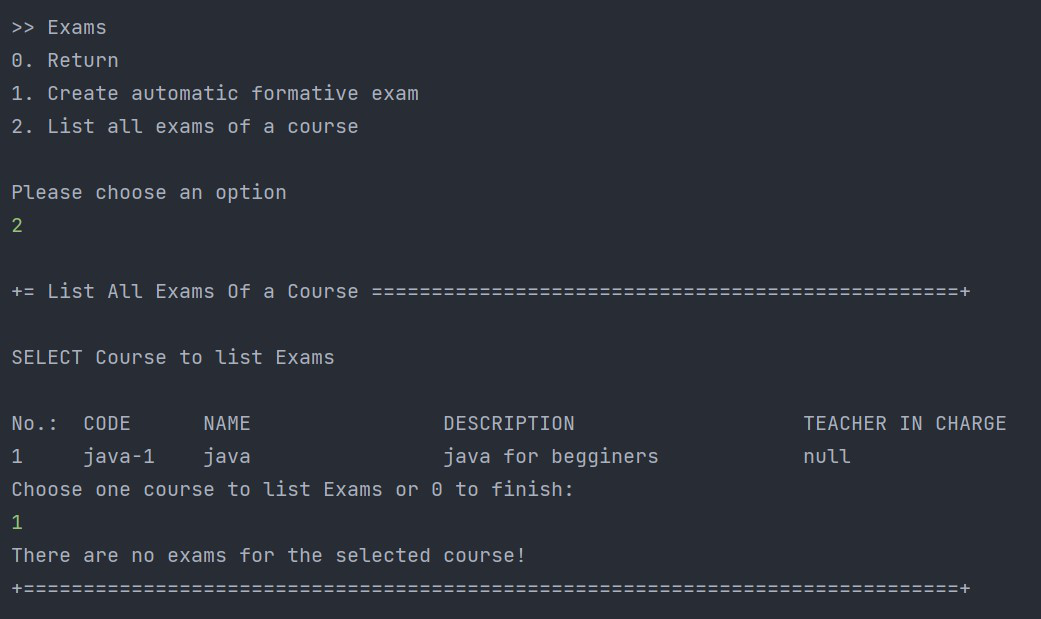 >> Exams
0. Return
1. Create automatic formative exam
2. List all exams of a course
Please choose an option
2
+= List All Exams Of a Course =================================================+
SELECT Course to list Exams
No.:  CODE      NAME                DESCRIPTION                   TEACHER IN CHARGE
1     java-1    java                java for begginers            null
Choose one course to list Exams or 0 to finish:
1
There are no exams for the selected course!
+==============================================================================+